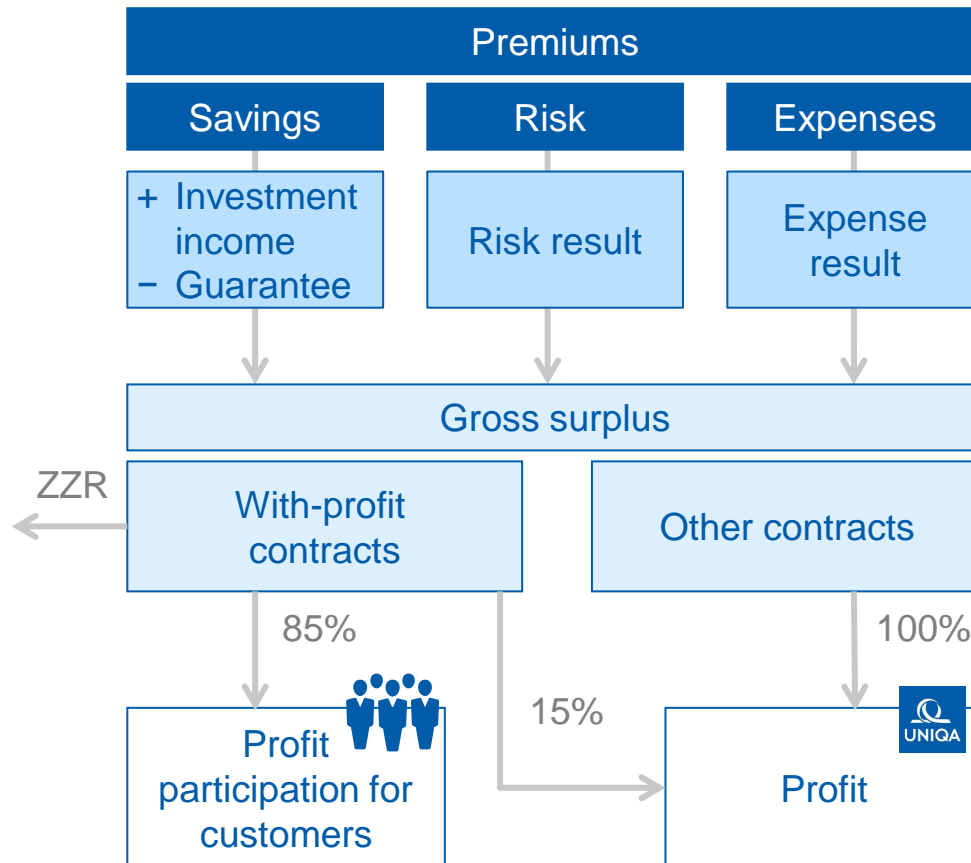 Premiums
Savings
Risk
Expenses
+ Investment
income
− Guarantee
Risk result
Expense
result
Gross surplus
ZZR
With-profit
contracts
Other contracts
85%
100%
15%
UNIQA
Profit
participation for
customers
Profit